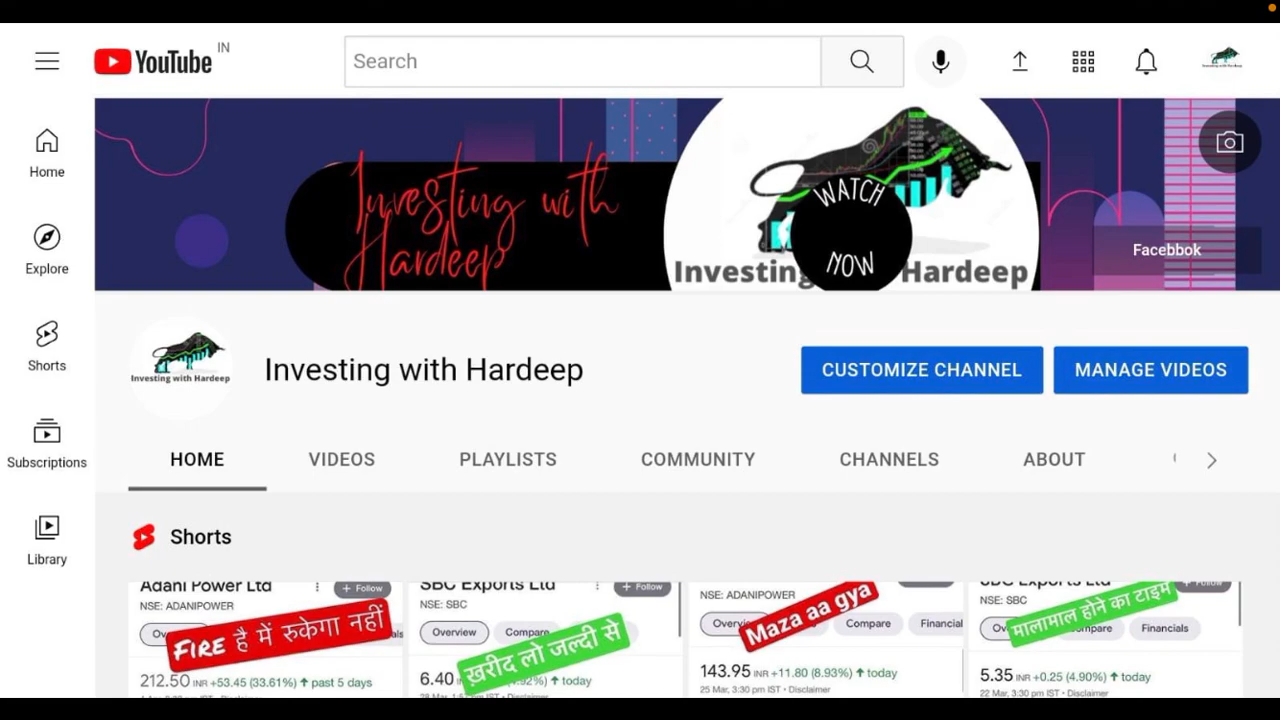 YouTube IN
Search
Investing with
Hardeep
WATCH
NOW
Investing Hardeep
Facebbok
Home
Explore
Shorts
Subscriptions
Library
Investing with Hardeep
Investing with Hardeep
CUSTOMIZE CHANNEL
MANAGE VIDEOS
HOME
VIDEOS
PLAYLISTS
COMMUNITY
CHANNELS
ABOUT
Shorts
Adani Power Ltd
+ Follow
NSE: ADANIPOWER
FIRE है में रुकेगा नहीं
212.50 INR +53.45 (33.61%) ↑ past 5 days
SBC Exports Ltd
+ Follow
NSE: SBC
Overview
Compare
ख़रीद लो जल्दी से
6.40
↑ today
NSE: ADANIPOWER
Maza aa gya
Compare
Financial
143.95 INR +11.80 (8.93%) ↑ today
25 Mar, 3:30 pm IST • Disclaimer
SBC Exports Ltd
NSE: SBC
मालामाल होने का टाइम
Financials
5.35 INR +0.25 (4.90%) ↑ today
22 Mar, 3:30 pm IST • Disclaimer